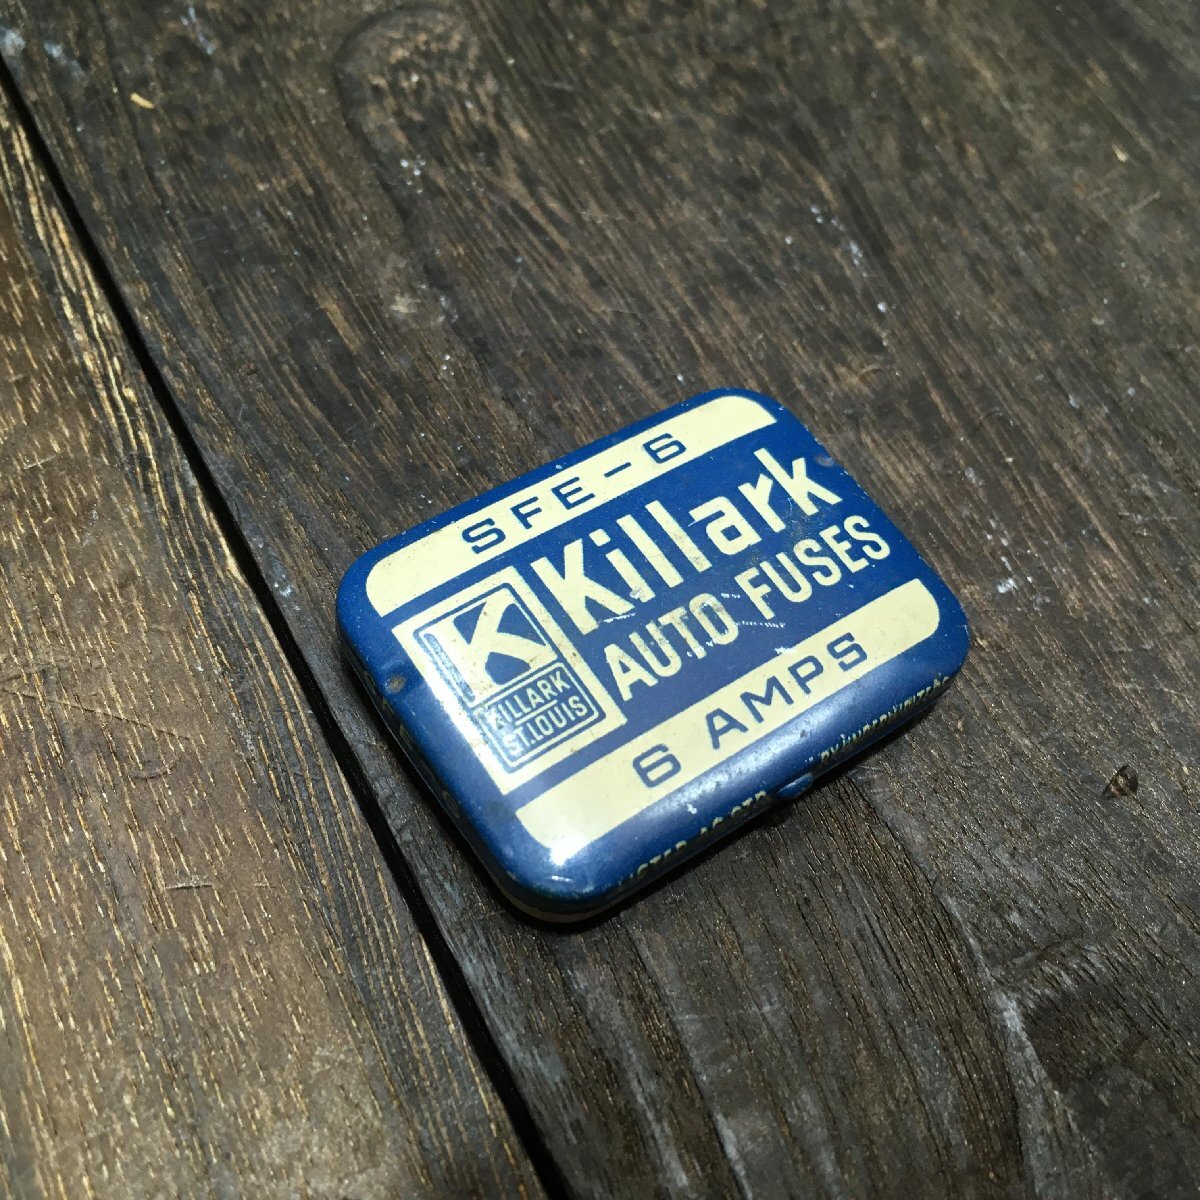 SFE-6
Killark
AUTO FUSES
K
KILLARK
ST.LOUIS
6 AMPS